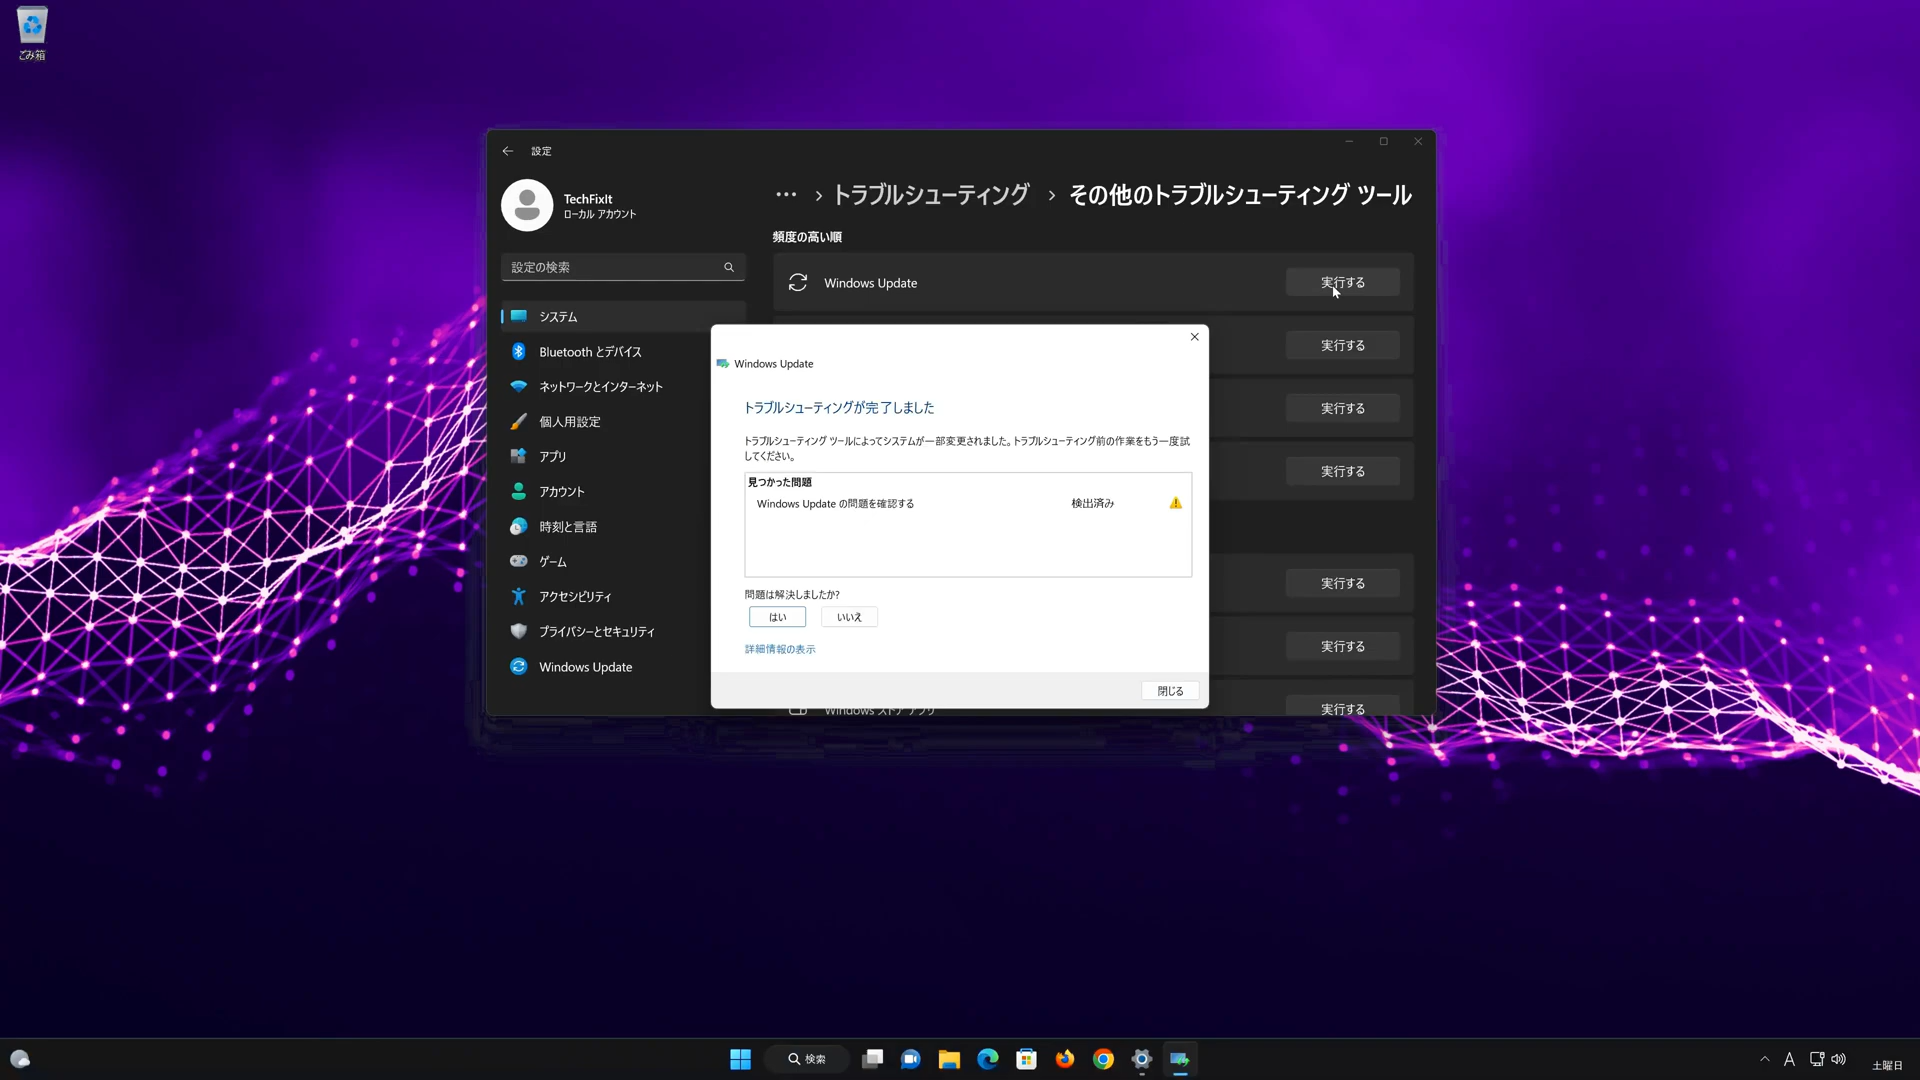 ごみ箱
設定
TechFixIt
ローカル アカウント
設定の検索
システム
Bluetooth とデバイス
ネットワークとインターネット
個人用設定
アプリ
アカウント
時刻と言語
ゲーム
アクセシビリティ
プライバシーとセキュリティ
Windows Update
… › トラブルシューティング › その他のトラブルシューティング ツール
頻度の高い順
Windows Update 実行する
実行する
実行する
実行する
実行する
実行する
Windows ストア アプリ 実行する
Windows Update
トラブルシューティングが完了しました
トラブルシューティング ツールによってシステムが一部変更されました。トラブルシューティング前の作業をもう一度試
してください。
見つかった問題
Windows Update の問題を確認する 検出済み
問題は解決しましたか?
はい いいえ
詳細情報の表示
閉じる
検索
A
土曜日